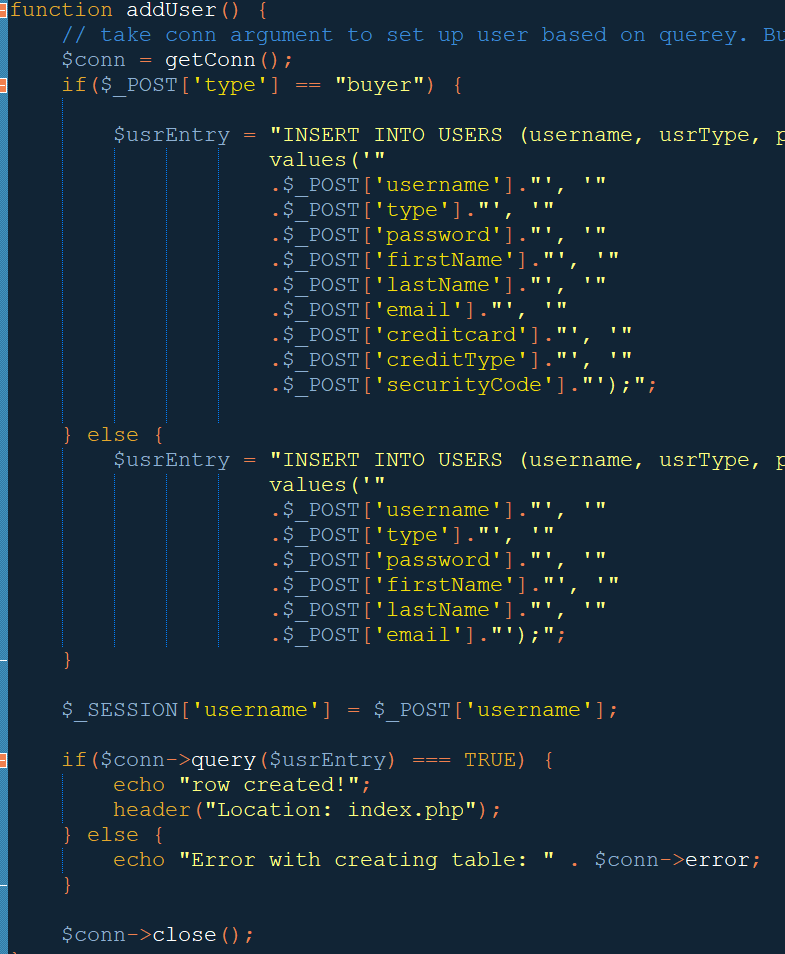 function addUser() {
// take conn argument to set up user based on querey. Bu
$conn = getConn();
if($_POST['type'] == "buyer") {
$usrEntry = "INSERT INTO USERS (username, usrType, p
values('"
.$_POST['username']."', '"
.$_POST['type']."', '"
.$_POST['password']."', '"
.$_POST['firstName']."', '"
.$_POST['lastName']."', '"
.$_POST['email']."', '"
.$_POST['creditcard']."', '"
.$_POST['creditType']."', '"
.$_POST['securityCode']."');";
} else {
$usrEntry = "INSERT INTO USERS (username, usrType, p
values('"
.$_POST['username']."', '"
.$_POST['type']."', '"
.$_POST['password']."', '"
.$_POST['firstName']."', '"
.$_POST['lastName']."', '"
.$_POST['email']."');";
}
$_SESSION['username'] = $_POST['username'];
if($conn->query($usrEntry) === TRUE) {
echo "row created!";
header("Location: index.php");
} else {
echo "Error with creating table: " . $conn->error;
}
$conn->close();